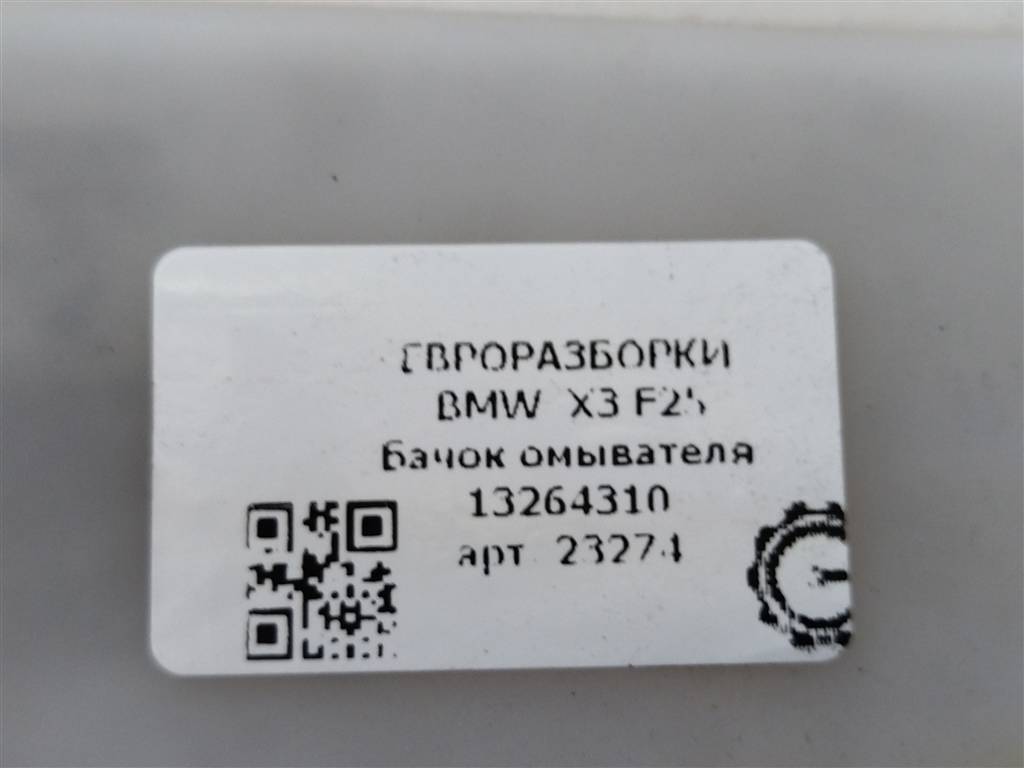 ЕВРОРАЗБОРКИ
BMW X3 F25
бачок омывателя
13264310
арт. 23274